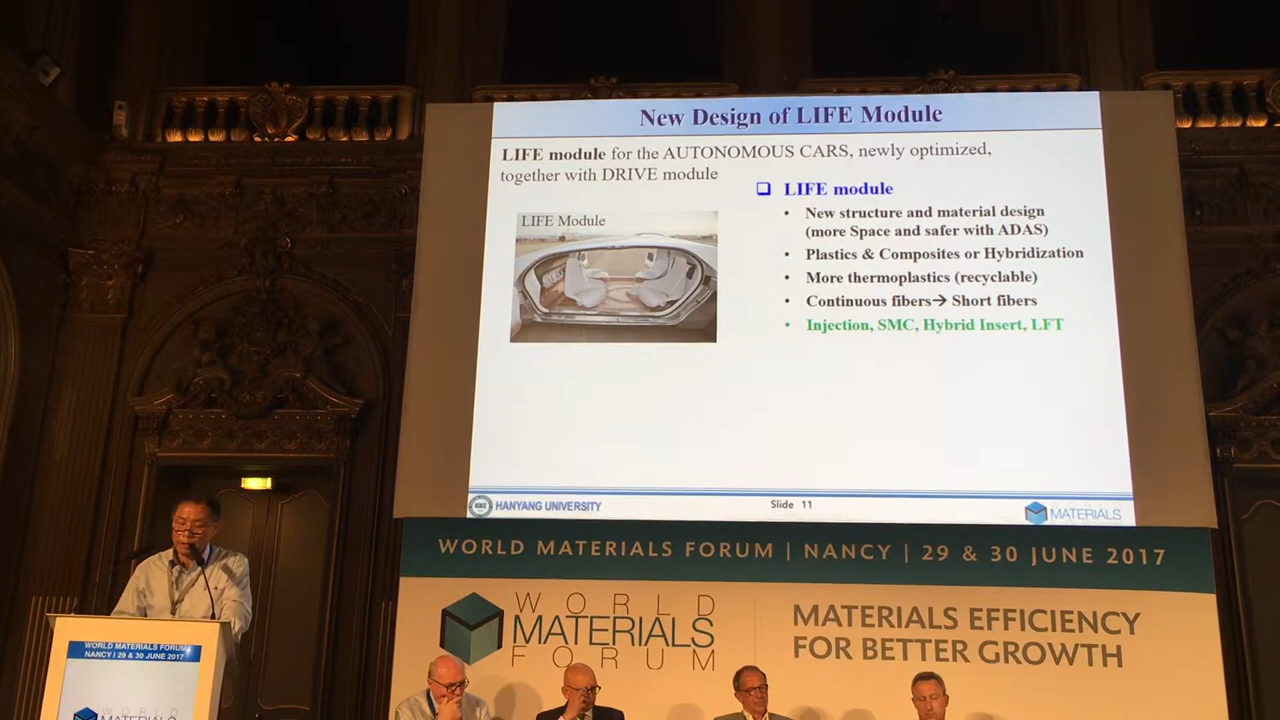 New Design of LIFE Module
LIFE module for the AUTONOMOUS CARS, newly optimized,
together with DRIVE module
LIFE Module
❑ LIFE module
• New structure and material design
(more Space and safer with ADAS)
• Plastics & Composites or Hybridization
• More thermoplastics (recyclable)
• Continuous fibers→ Short fibers
• Injection, SMC, Hybrid Insert, LFT
HANYANG UNIVERSITY
Slide 11
MATERIALS
WORLD MATERIALS FORUM | NANCY | 29 & 30 JUNE 2017
WORLD
MATERIALS
FORUM
MATERIALS EFFICIENCY
FOR BETTER GROWTH
WORLD MATERIALS FORUM
NANCY | 29 & 30 JUNE 2017
WORLD
MATERIALS